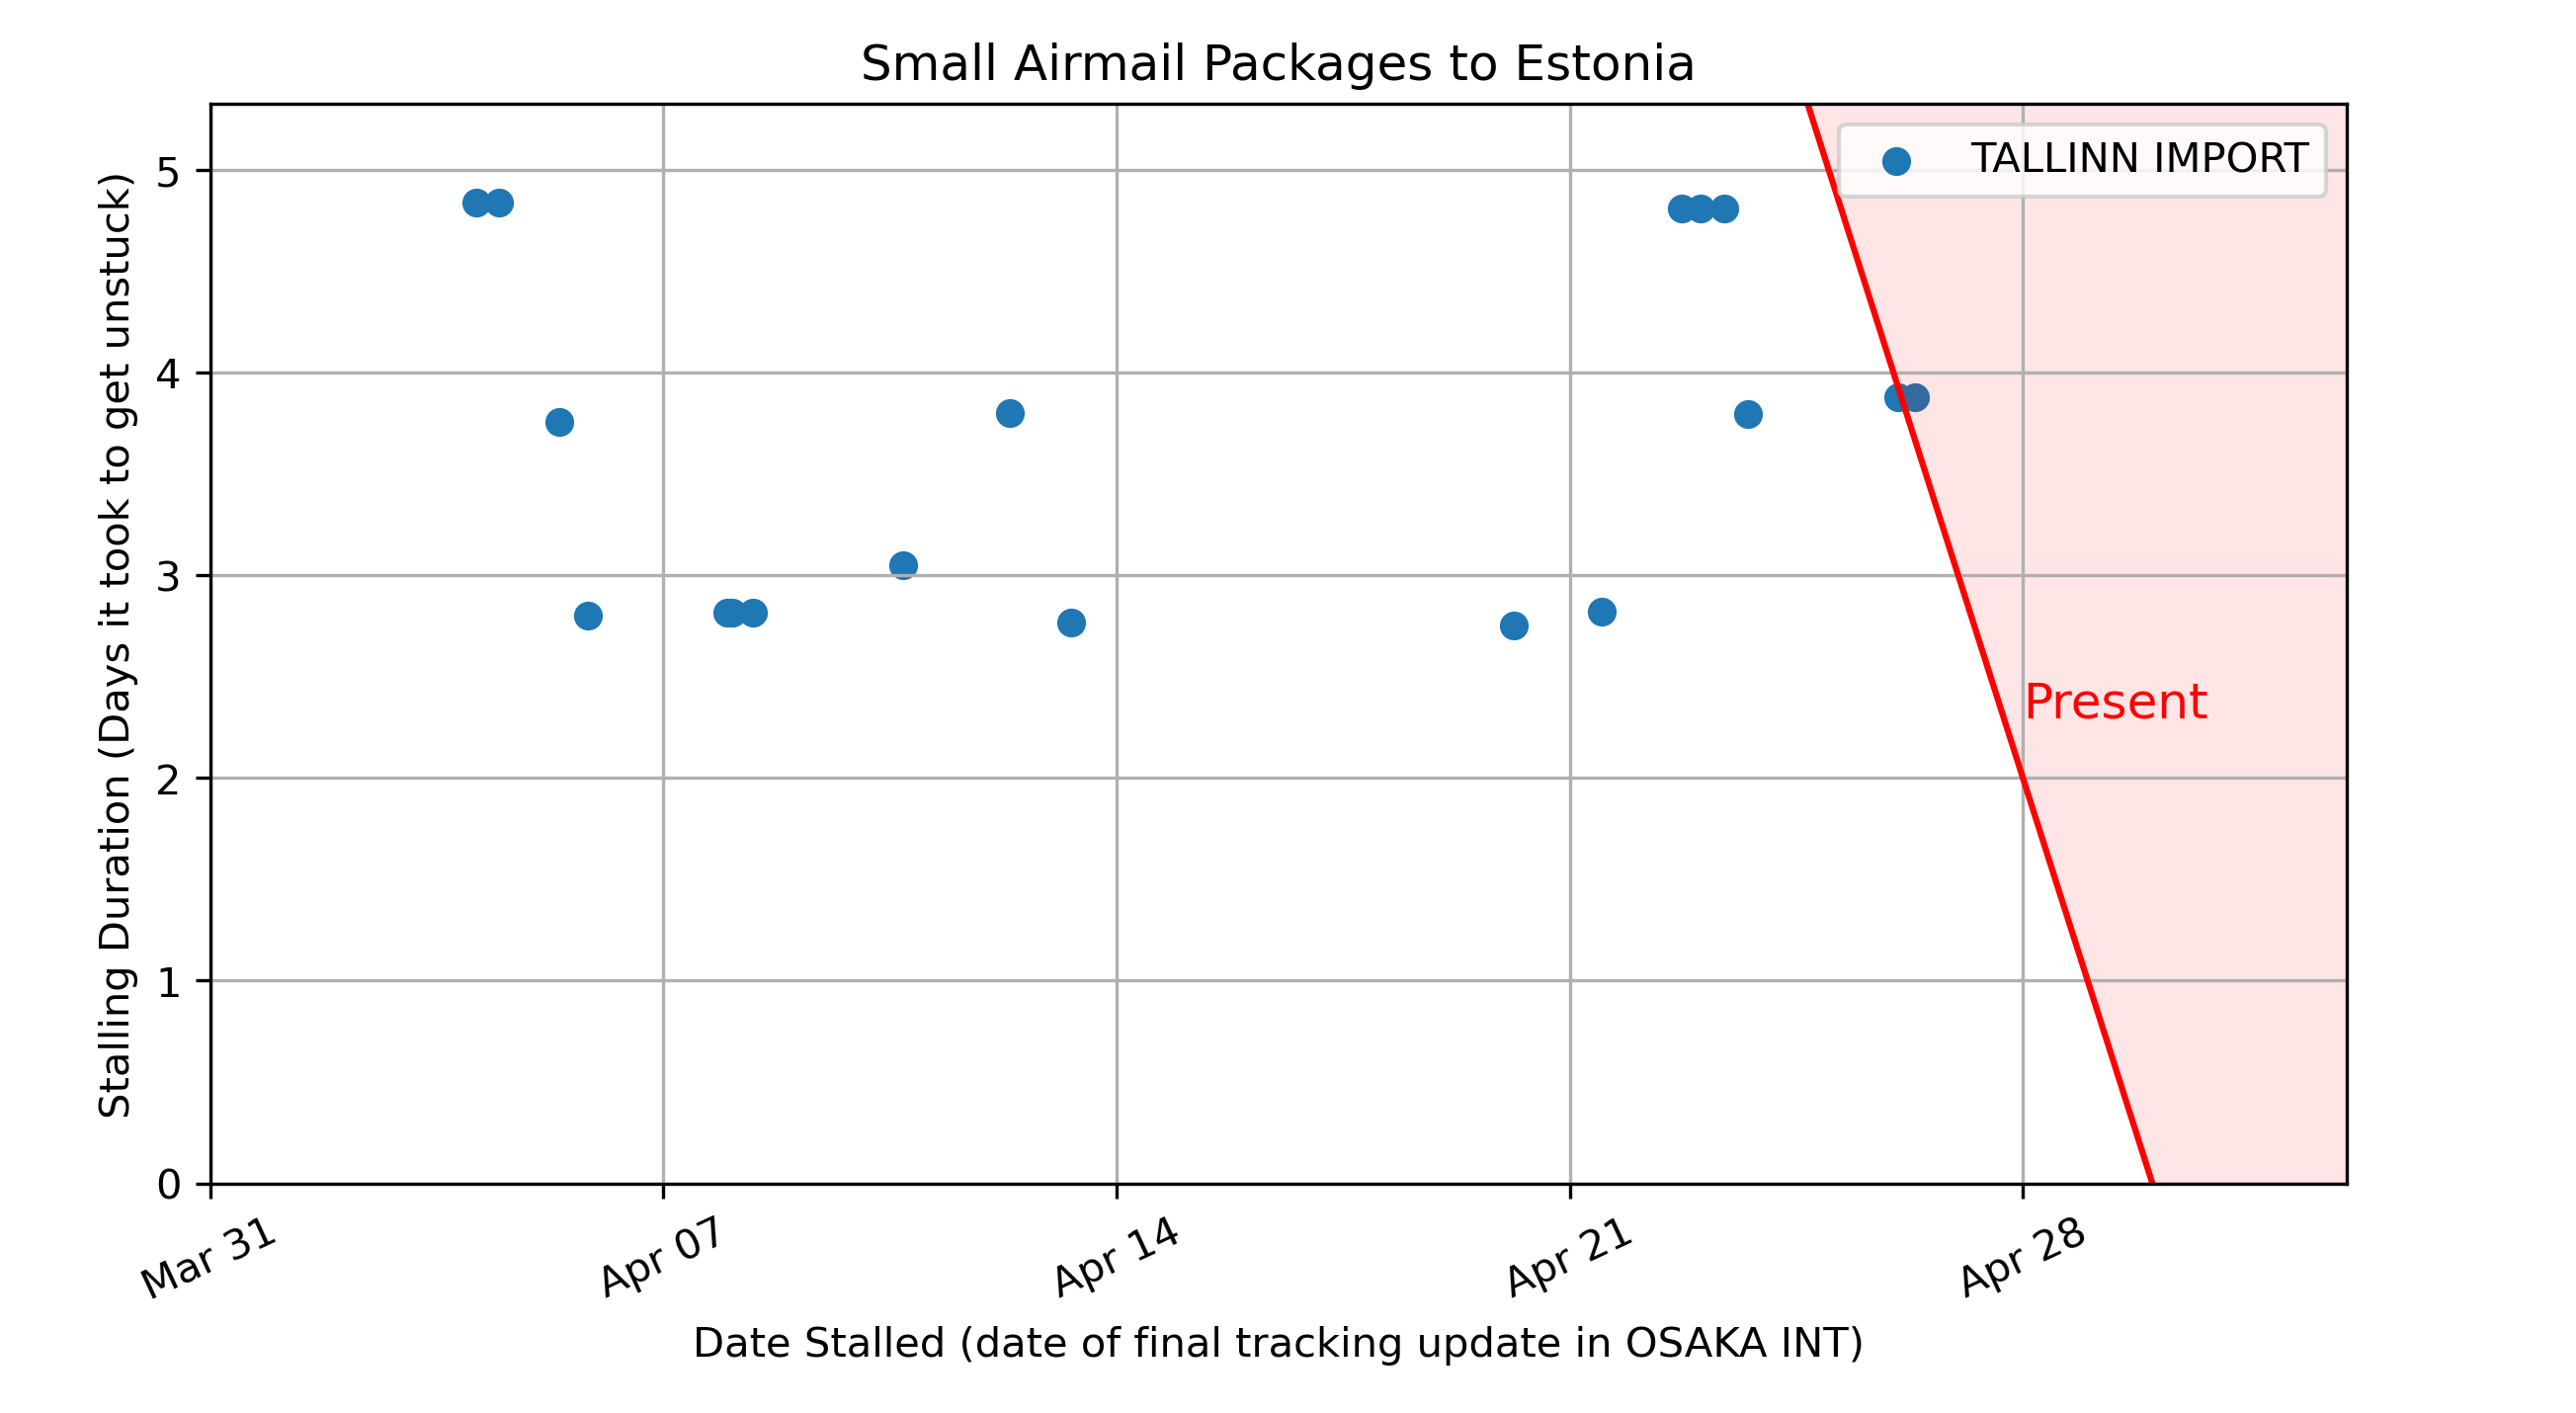 Small Airmail Packages to Estonia
TALLINN IMPORT
Stalling Duration (Days it took to get unstuck)
5
4
3
2
1
0
Present
Mar 31
Apr 07
Apr 14
Apr 21
Apr 28
Date Stalled (date of final tracking update in OSAKA INT)